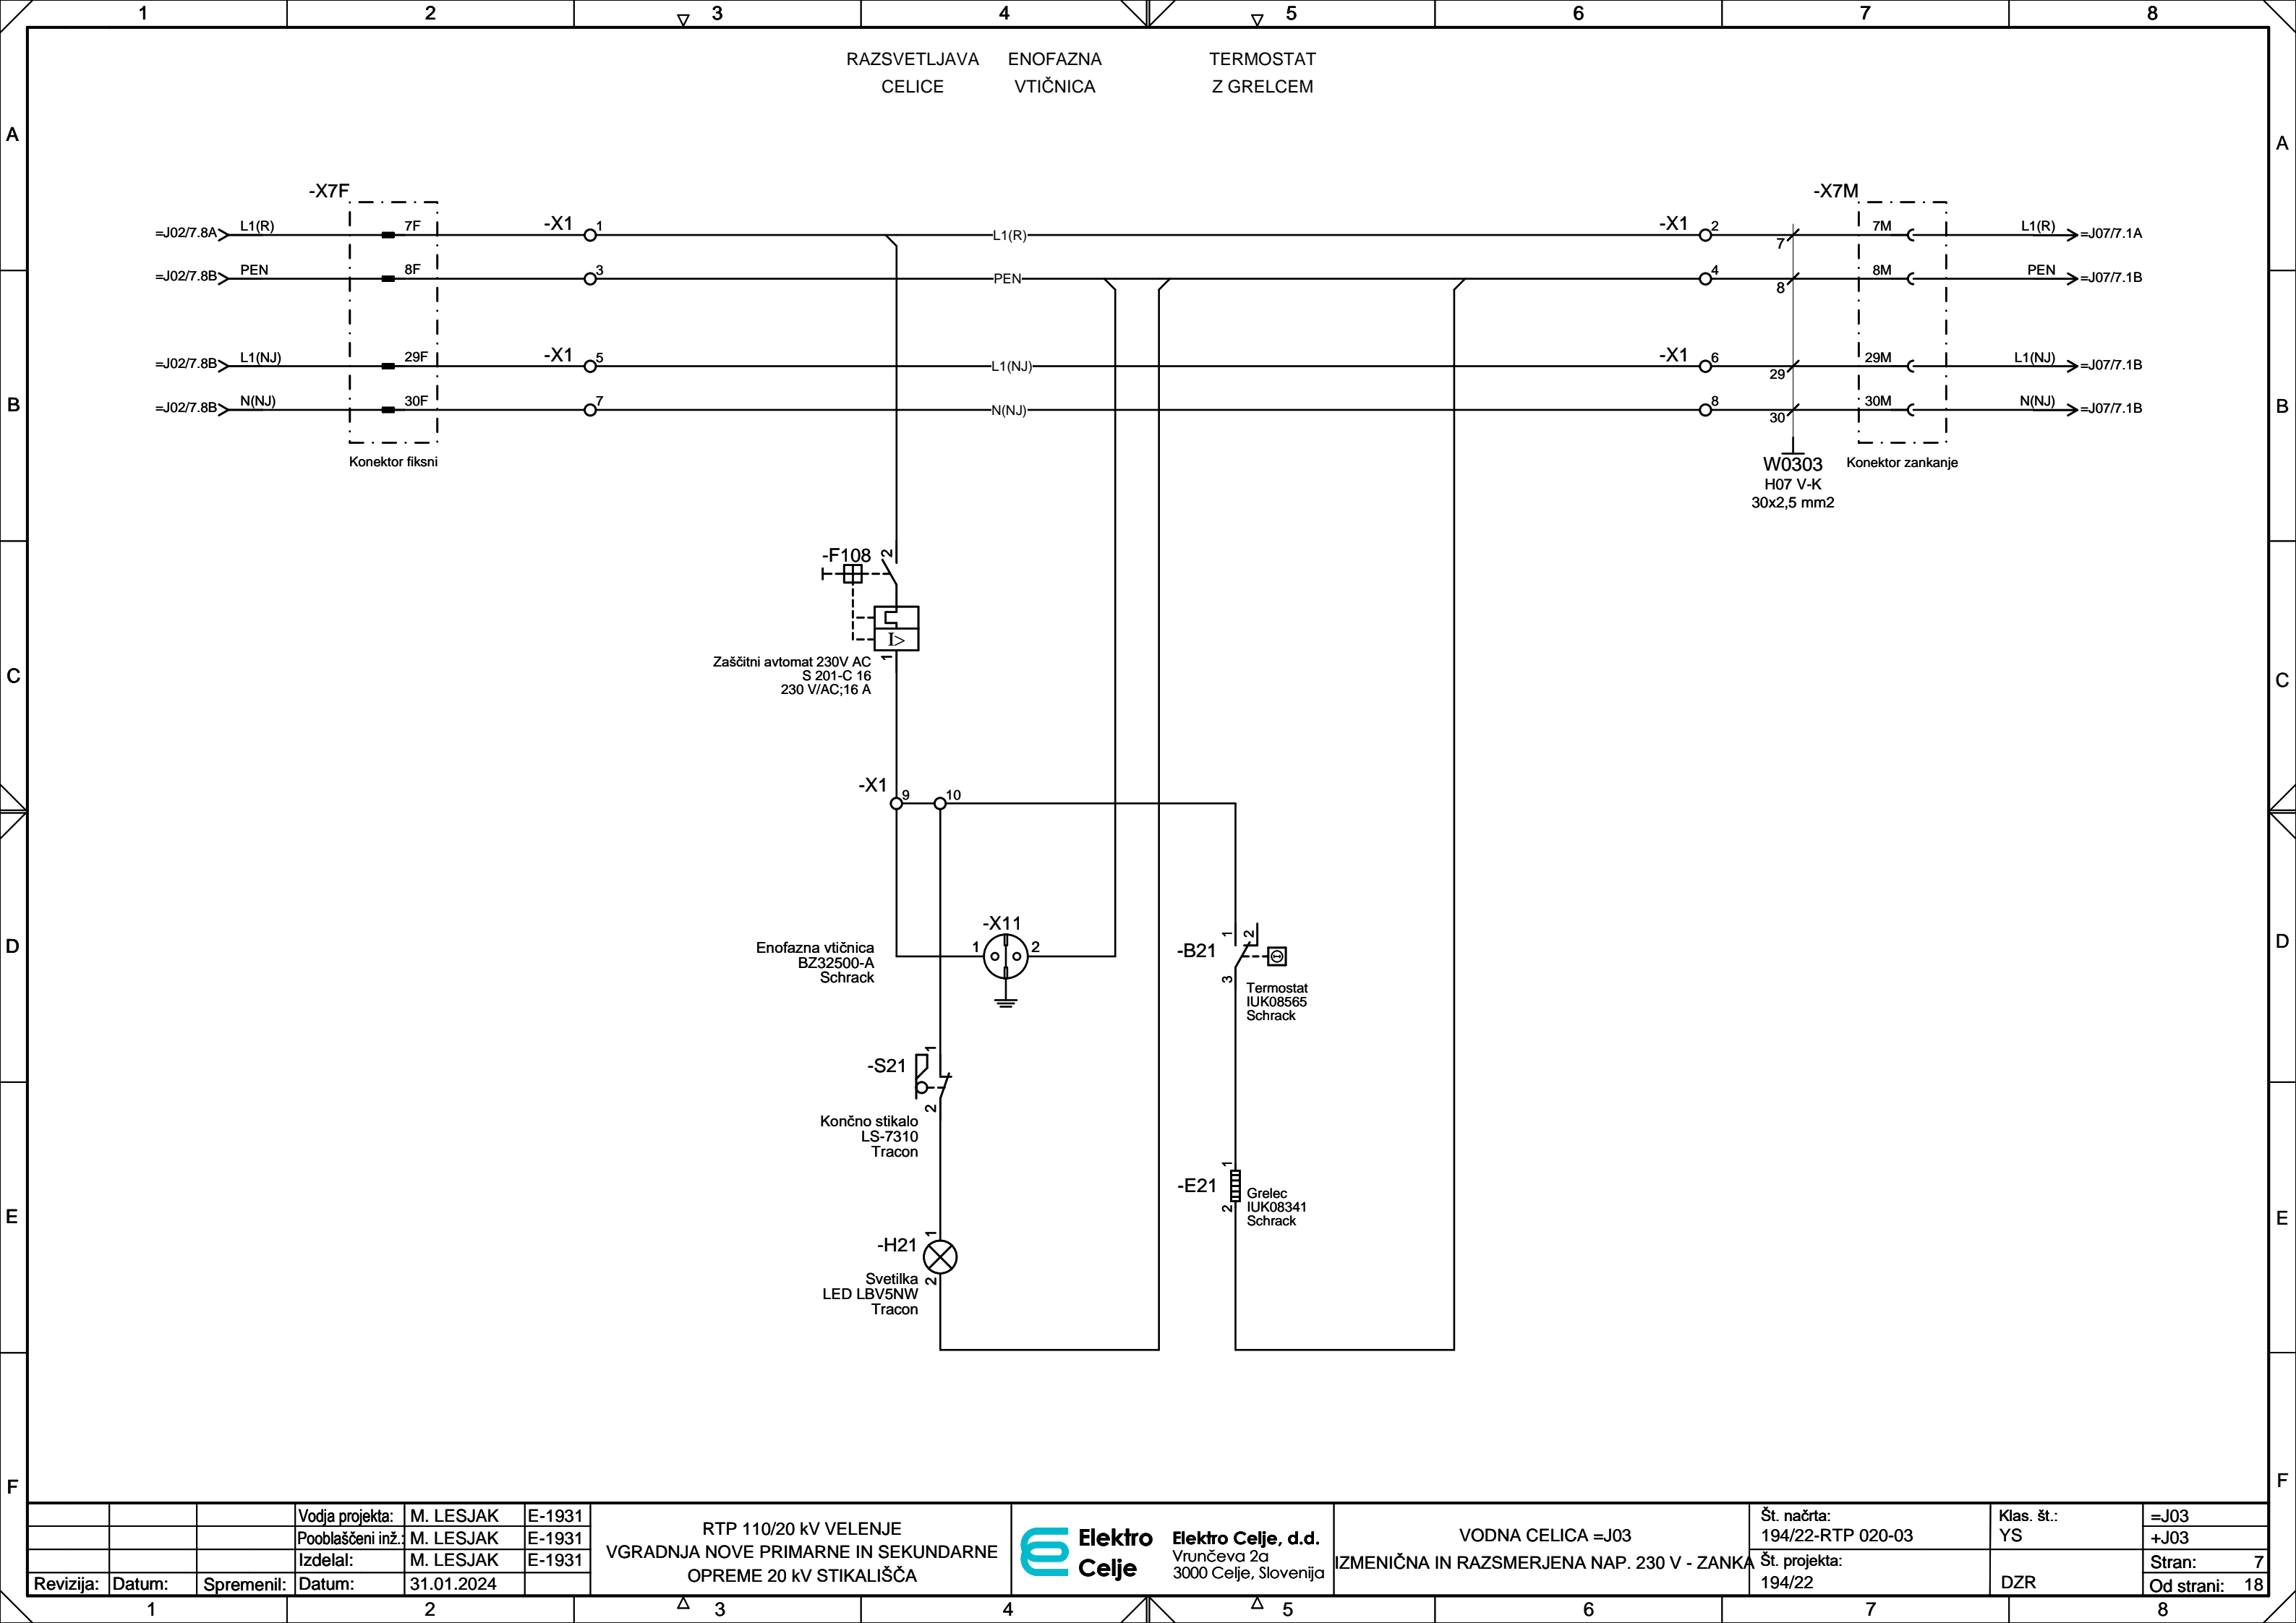 1 2 3 4 5 6 7 8
RAZSVETLJAVA
CELICE
ENOFAZNA
VTIČNICA
TERMOSTAT
Z GRELCEM
A A
-X7F
-X7M
=J02/7.8A L1(R) 7F -X1 1 L1(R) -X1 2 7 7M L1(R) =J07/7.1A
=J02/7.8B PEN 8F 3 PEN 4 8 8M PEN =J07/7.1B
=J02/7.8B L1(NJ) 29F -X1 5 L1(NJ) -X1 6 29 29M L1(NJ) =J07/7.1B
B B
=J02/7.8B N(NJ) 30F 7 N(NJ) 8 30 30M N(NJ) =J07/7.1B
Konektor fiksni
W0303
H07 V-K
30x2,5 mm2
Konektor zankanje
-F108 2
I>
1
Zaščitni avtomat 230V AC
S 201-C 16
230 V/AC;16 A
C C
-X1 9 10
D D
-X11
1 2
Enofazna vtičnica
BZ32500-A
Schrack
-B21
1 2
3
Termostat
IUK08565
Schrack
-S21
1
2
Končno stikalo
LS-7310
Tracon
-E21
1
2
Grelec
IUK08341
Schrack
E E
-H21
1
2
Svetilka
LED LBV5NW
Tracon
F F
Revizija: Datum: Spremenil:
Vodja projekta: M. LESJAK E-1931
Pooblaščeni inž.: M. LESJAK E-1931
Izdelal: M. LESJAK E-1931
Datum: 31.01.2024
RTP 110/20 kV VELENJE
VGRADNJA NOVE PRIMARNE IN SEKUNDARNE
OPREME 20 kV STIKALIŠČA
Elektro
Celje
Elektro Celje, d.d.
Vrunčeva 2a
3000 Celje, Slovenija
VODNA CELICA =J03
IZMENIČNA IN RAZSMERJENA NAP. 230 V - ZANKA
Št. načrta:
194/22-RTP 020-03
Št. projekta:
194/22
Klas. št.:
YS
DZR
=J03
+J03
Stran: 7
Od strani: 18
1 2 3 4 5 6 7 8